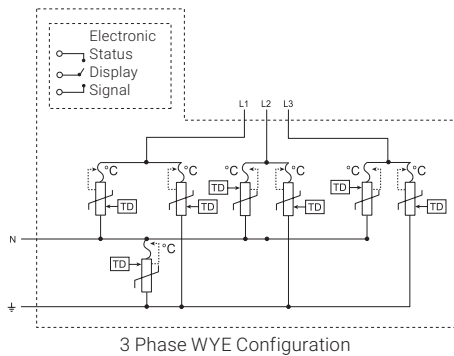 Electronic
Status
Display
Signal
L1 L2 L3
°C °C °C °C °C °C
TD TD TD TD TD TD
N
°C
TD
3 Phase WYE Configuration